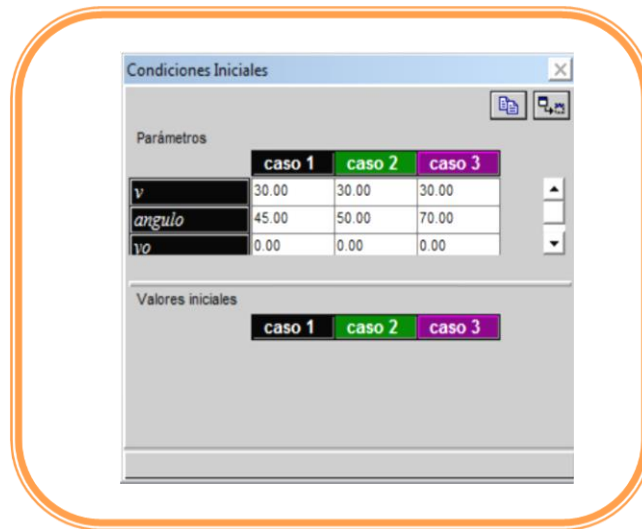 Condiciones Iniciales
Parámetros
caso 1 caso 2 caso 3
v 30.00 30.00 30.00
angulo 45.00 50.00 70.00
yo 0.00 0.00 0.00
Valores iniciales
caso 1 caso 2 caso 3